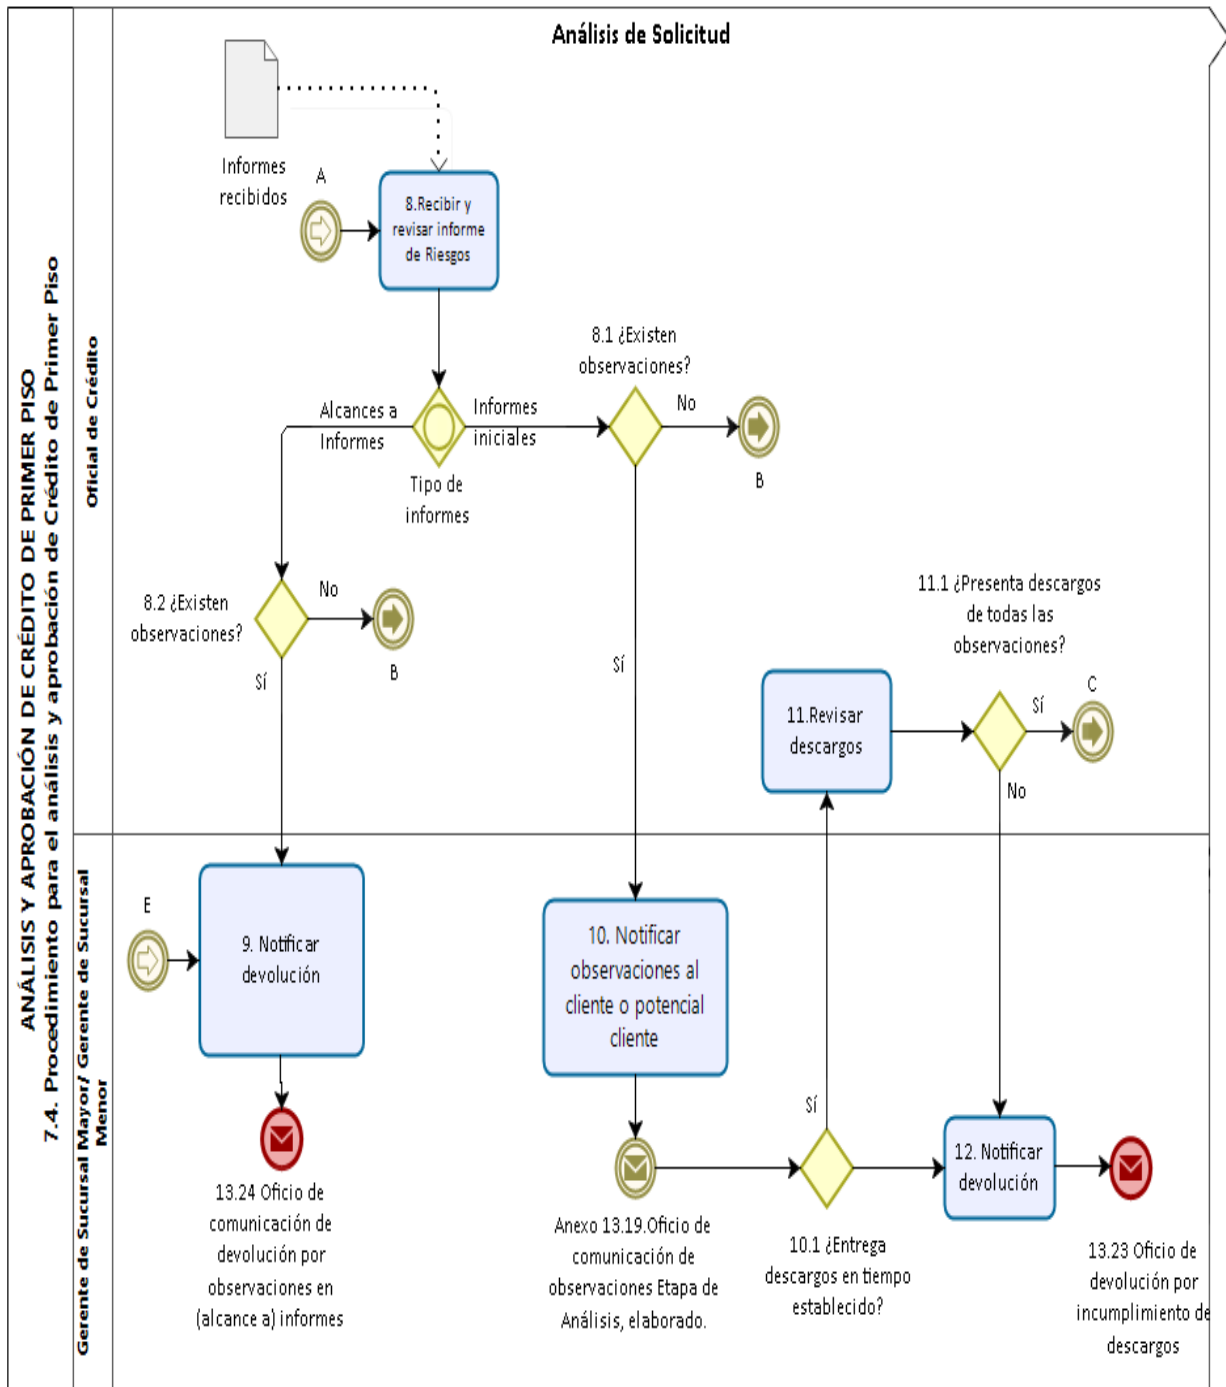 ANÁLISIS Y APROBACIÓN DE CRÉDITO DE PRIMER PISO
7.4. Procedimiento para el análisis y aprobación de Crédito de Primer Piso
Análisis de Solicitud
Oficial de Crédito
Informes
recibidos
A
8.Recibir y
revisar informe
de Riesgos
8.1 ¿Existen
observaciones?
Alcances a
Informes
Informes
iniciales
No
B
Tipo de
informes
8.2 ¿Existen
observaciones?
No
B
Sí
Sí
11.1 ¿Presenta descargos
de todas las
observaciones?
11.Revisar
descargos
Sí
C
No
Gerente de Sucursal Mayor/ Gerente de Sucursal
Menor
E
9. Notificar
devolución
10. Notificar
observaciones al
cliente o potencial
cliente
Sí
12. Notificar
devolución
13.24 Oficio de
comunicación de
devolución por
observaciones en
(alcance a) informes
Anexo 13.19.Oficio de
comunicación de
observaciones Etapa de
Análisis, elaborado.
10.1 ¿Entrega
descargos en tiempo
establecido?
13.23 Oficio de
devolución por
incumplimiento de
descargos